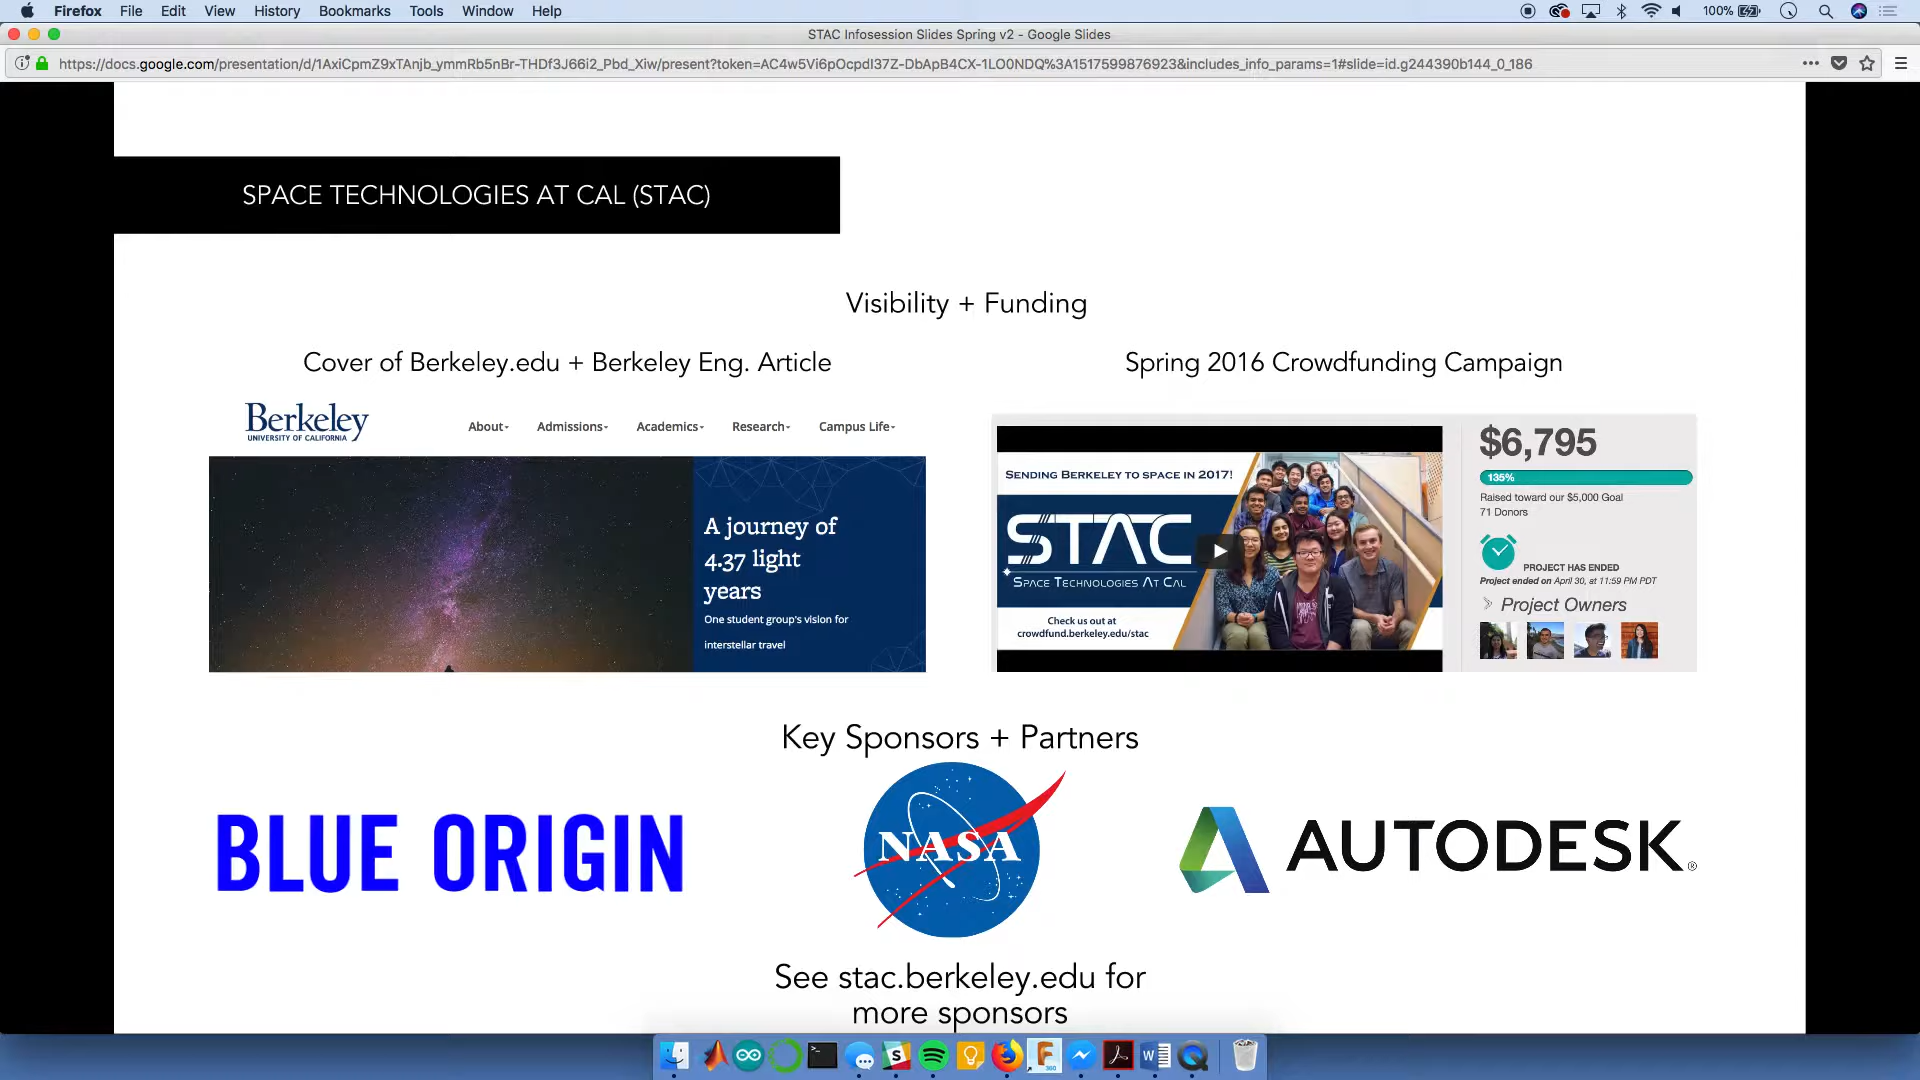 Firefox File Edit View History Bookmarks Tools Window Help 100%
STAC Infosession Slides Spring v2 - Google Slides
https://docs.google.com/presentation/d/1AxiCpmZ9xTAnjb_ymmRb5nBr-THDf3J66i2_Pbd_Xiw/present?token=AC4w5Vi6pOcpdI37Z-DbApB4CX-1LO0NDQ%3A1517599876923&includes_info_params=1#slide=id.g244390b144_0_186
SPACE TECHNOLOGIES AT CAL (STAC)
Visibility + Funding
Cover of Berkeley.edu + Berkeley Eng. Article
Berkeley
UNIVERSITY OF CALIFORNIA
About Admissions Academics Research Campus Life
A journey of
4.37 light
years
One student group's vision for
interstellar travel
Spring 2016 Crowdfunding Campaign
SENDING BERKELEY TO SPACE IN 2017!
STAC
SPACE TECHNOLOGIES AT CAL
Check us out at
crowdfund.berkeley.edu/stac
$6,795
135%
Raised toward our $5,000 Goal
71 Donors
PROJECT HAS ENDED
Project ended on April 30, at 11:59 PM PDT
Project Owners
Key Sponsors + Partners
BLUE ORIGIN
NASA
AUTODESK®
See stac.berkeley.edu for
more sponsors